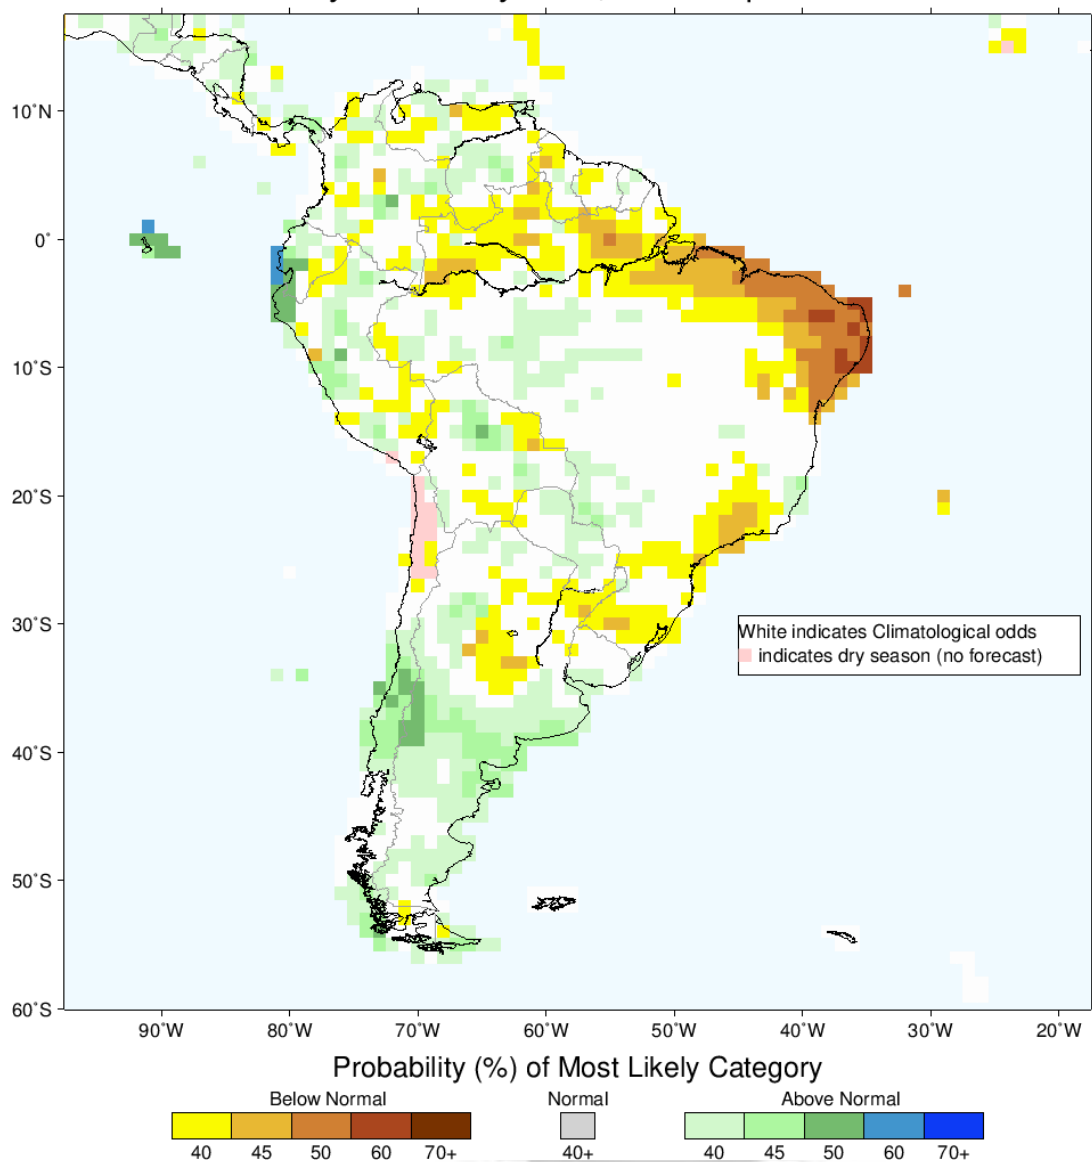 10°N
0°
10°S
20°S
30°S
40°S
50°S
60°S
White indicates Climatological odds
indicates dry season (no forecast)
90°W 80°W 70°W 60°W 50°W 40°W 30°W 20°W
Probability (%) of Most Likely Category
Below Normal Normal Above Normal
40 45 50 60 70+ 40+ 40 45 50 60 70+